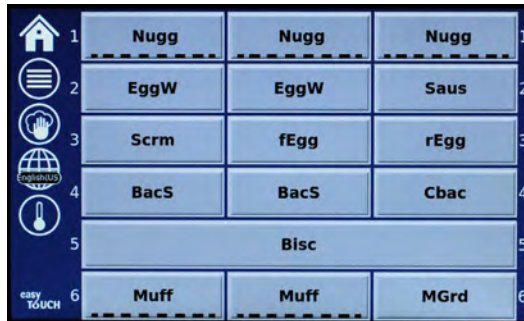 1 Nugg Nugg Nugg 1
2 EggW EggW Saus 2
3 Scrm fEgg rEgg 3
English(US)
4 BacS BacS Cbac 4
5 Bisc 5
easy TOUCH 6 Muff Muff MGrd 6